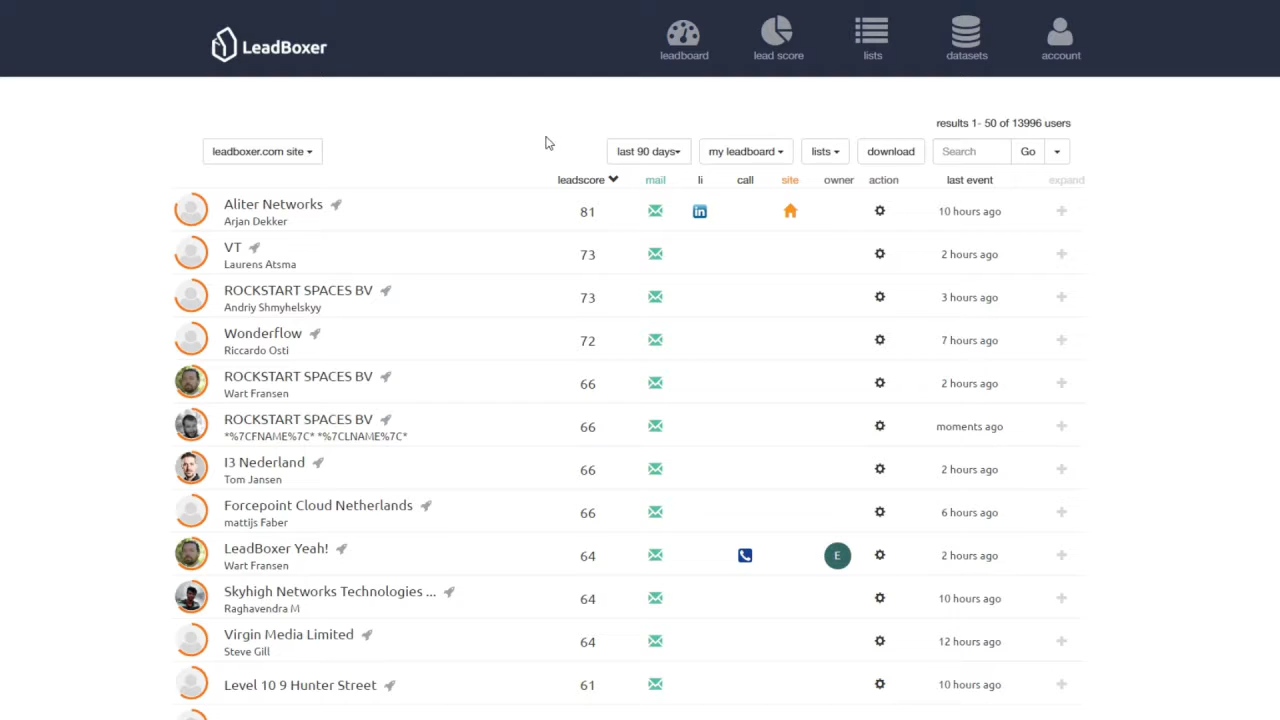 LeadBoxer
leadboard lead score lists datasets account
results 1- 50 of 13996 users
leadboxer.com site last 90 days my leadboard lists download Search Go
leadscore mail li call site owner action last event expand
Aliter Networks
Arjan Dekker
81 in 10 hours ago
VT
Laurens Atsma
73 2 hours ago
ROCKSTART SPACES BV
Andriy Shmyhelskyy
73 3 hours ago
Wonderflow
Riccardo Osti
72 7 hours ago
ROCKSTART SPACES BV
Wart Fransen
66 2 hours ago
ROCKSTART SPACES BV
*%7CFNAME%7C* *%7CLNAME%7C*
66 moments ago
I3 Nederland
Tom Jansen
66 2 hours ago
Forcepoint Cloud Netherlands
mattijs Faber
66 6 hours ago
LeadBoxer Yeah!
Wart Fransen
64 E 2 hours ago
Skyhigh Networks Technologies ...
Raghavendra M
64 10 hours ago
Virgin Media Limited
Steve Gill
64 12 hours ago
Level 10 9 Hunter Street
61 10 hours ago